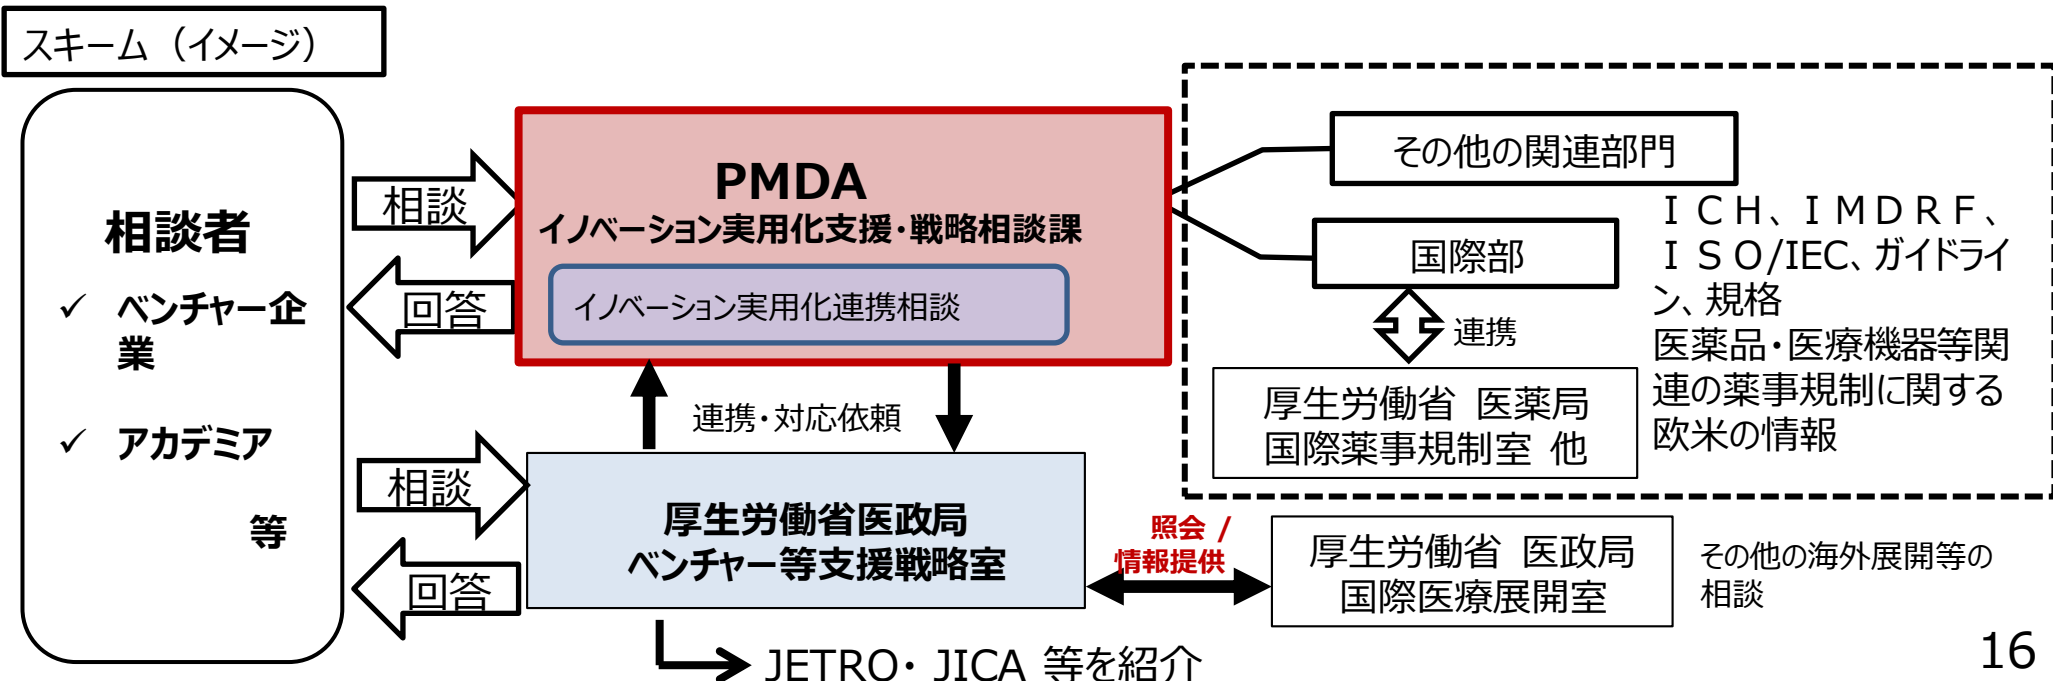 スキーム（イメージ）
相談者
✓ ベンチャー企
業
✓ アカデミア
等
相談
回答
PMDA
イノベーション実用化支援・戦略相談課
イノベーション実用化連携相談
連携・対応依頼
相談
回答
厚生労働省医政局
ベンチャー等支援戦略室
JETRO・ JICA 等を紹介
その他の関連部門
国際部
連携
厚生労働省 医薬局
国際薬事規制室 他
ＩＣＨ、ＩＭＤＲＦ、
ＩＳＯ/IEC、ガイドライ
ン、規格
医薬品・医療機器等関
連の薬事規制に関する
欧米の情報
照会 /
情報提供
厚生労働省 医政局
国際医療展開室
その他の海外展開等の
相談
16